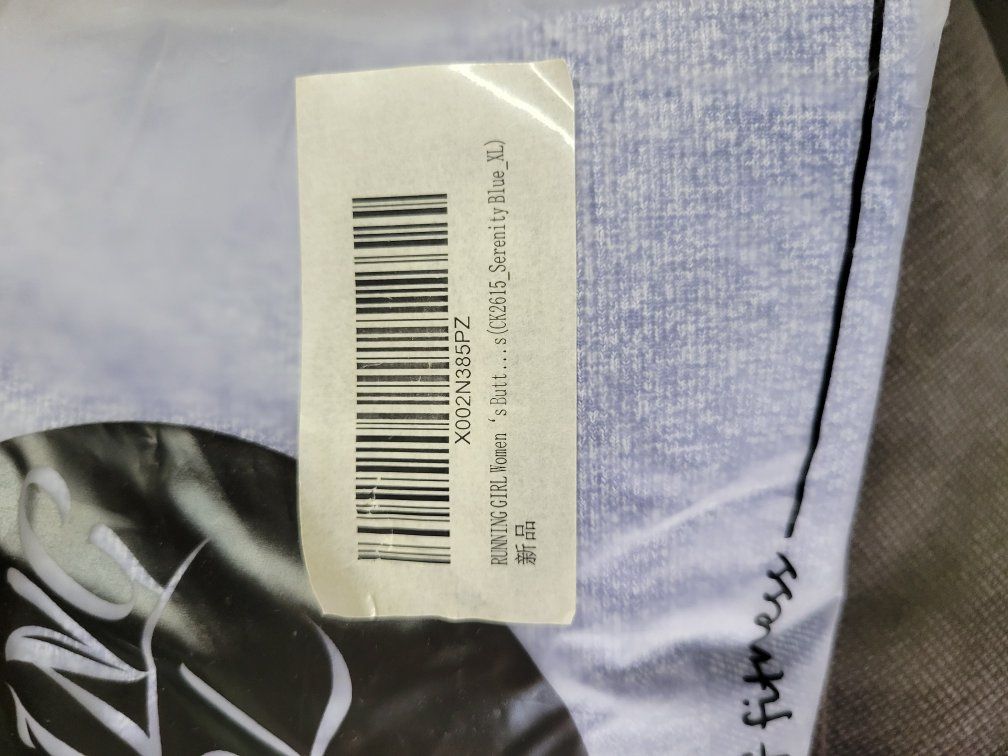 X002N385PZ
RUNNING GIRL Women‘s Butt...s(CK2615_Serenity Blue_XL)
新品
fitness